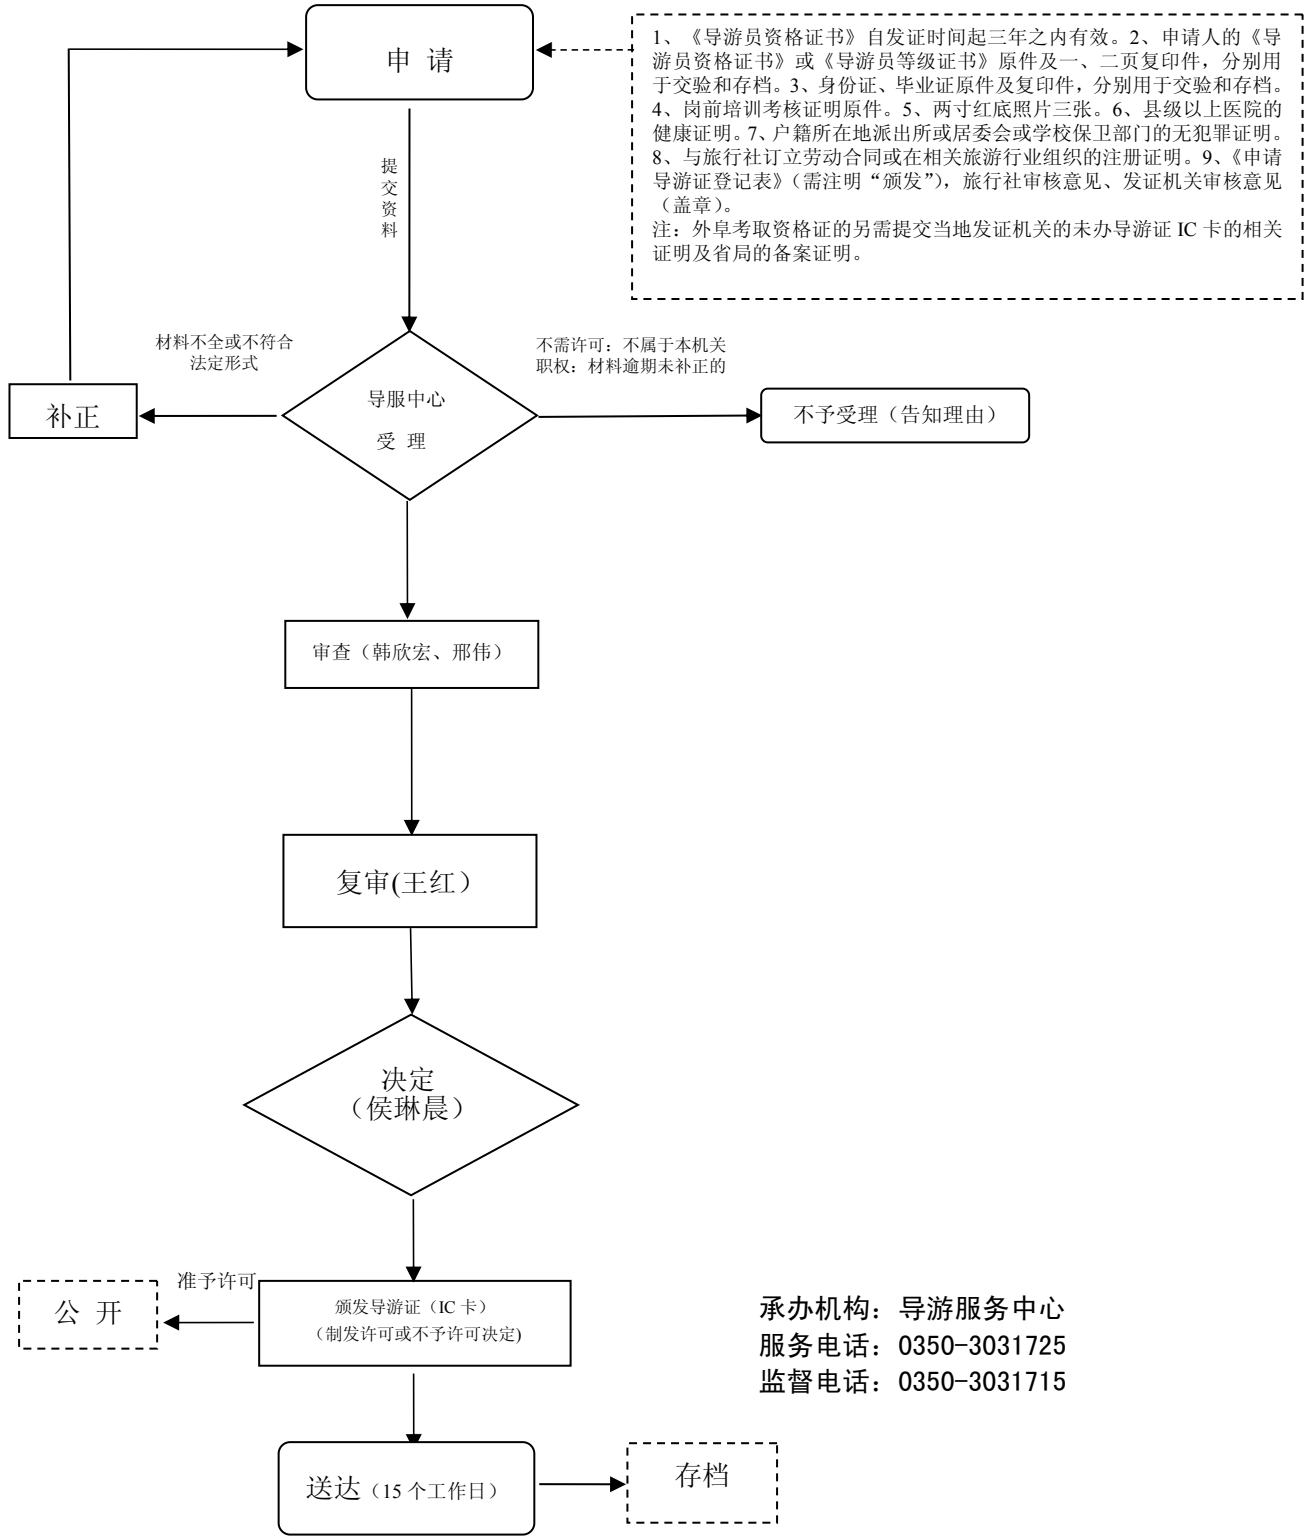 申 请
1、《导游员资格证书》自发证时间起三年之内有效。2、申请人的《导
游员资格证书》或《导游员等级证书》原件及一、二页复印件，分别用
于交验和存档。3、身份证、毕业证原件及复印件，分别用于交验和存档。
4、岗前培训考核证明原件。5、两寸红底照片三张。6、县级以上医院的
健康证明。7、户籍所在地派出所或居委会或学校保卫部门的无犯罪证明。
8、与旅行社订立劳动合同或在相关旅游行业组织的注册证明。9、《申请
导游证登记表》（需注明“颁发”），旅行社审核意见、发证机关审核意见
（盖章）。
注：外阜考取资格证的另需提交当地发证机关的未办导游证 IC 卡的相关
证明及省局的备案证明。
提
交
资
料
材料不全或不符合
法定形式
不需许可：不属于本机关
职权：材料逾期未补正的
补正
导服中心
受 理
不予受理（告知理由）
审查（韩欣宏、邢伟）
复审(王红）
决定
（侯琳晨）
准予许可
公 开
颁发导游证（IC 卡）
（制发许可或不予许可决定)
承办机构：导游服务中心
服务电话：0350-3031725
监督电话：0350-3031715
送达（15 个工作日）
存档